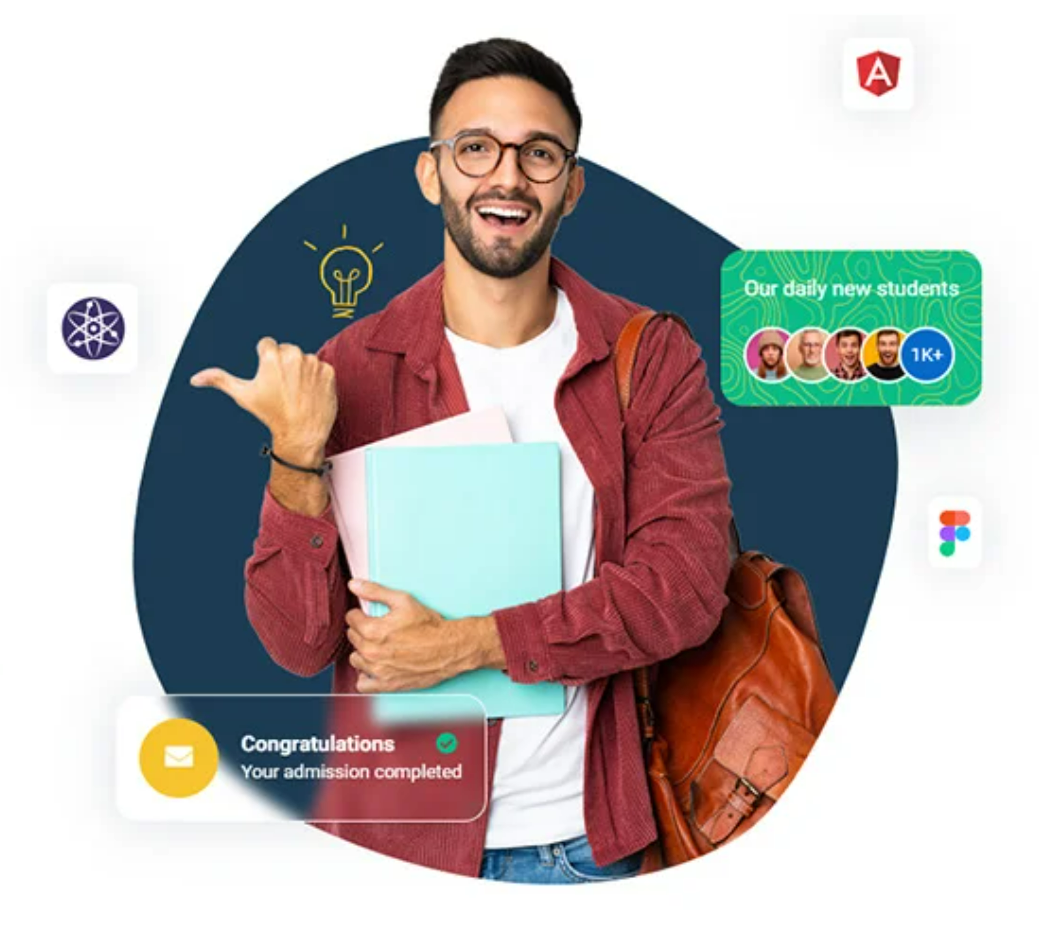 A
Our daily new students
1K+
Congratulations
Your admission completed